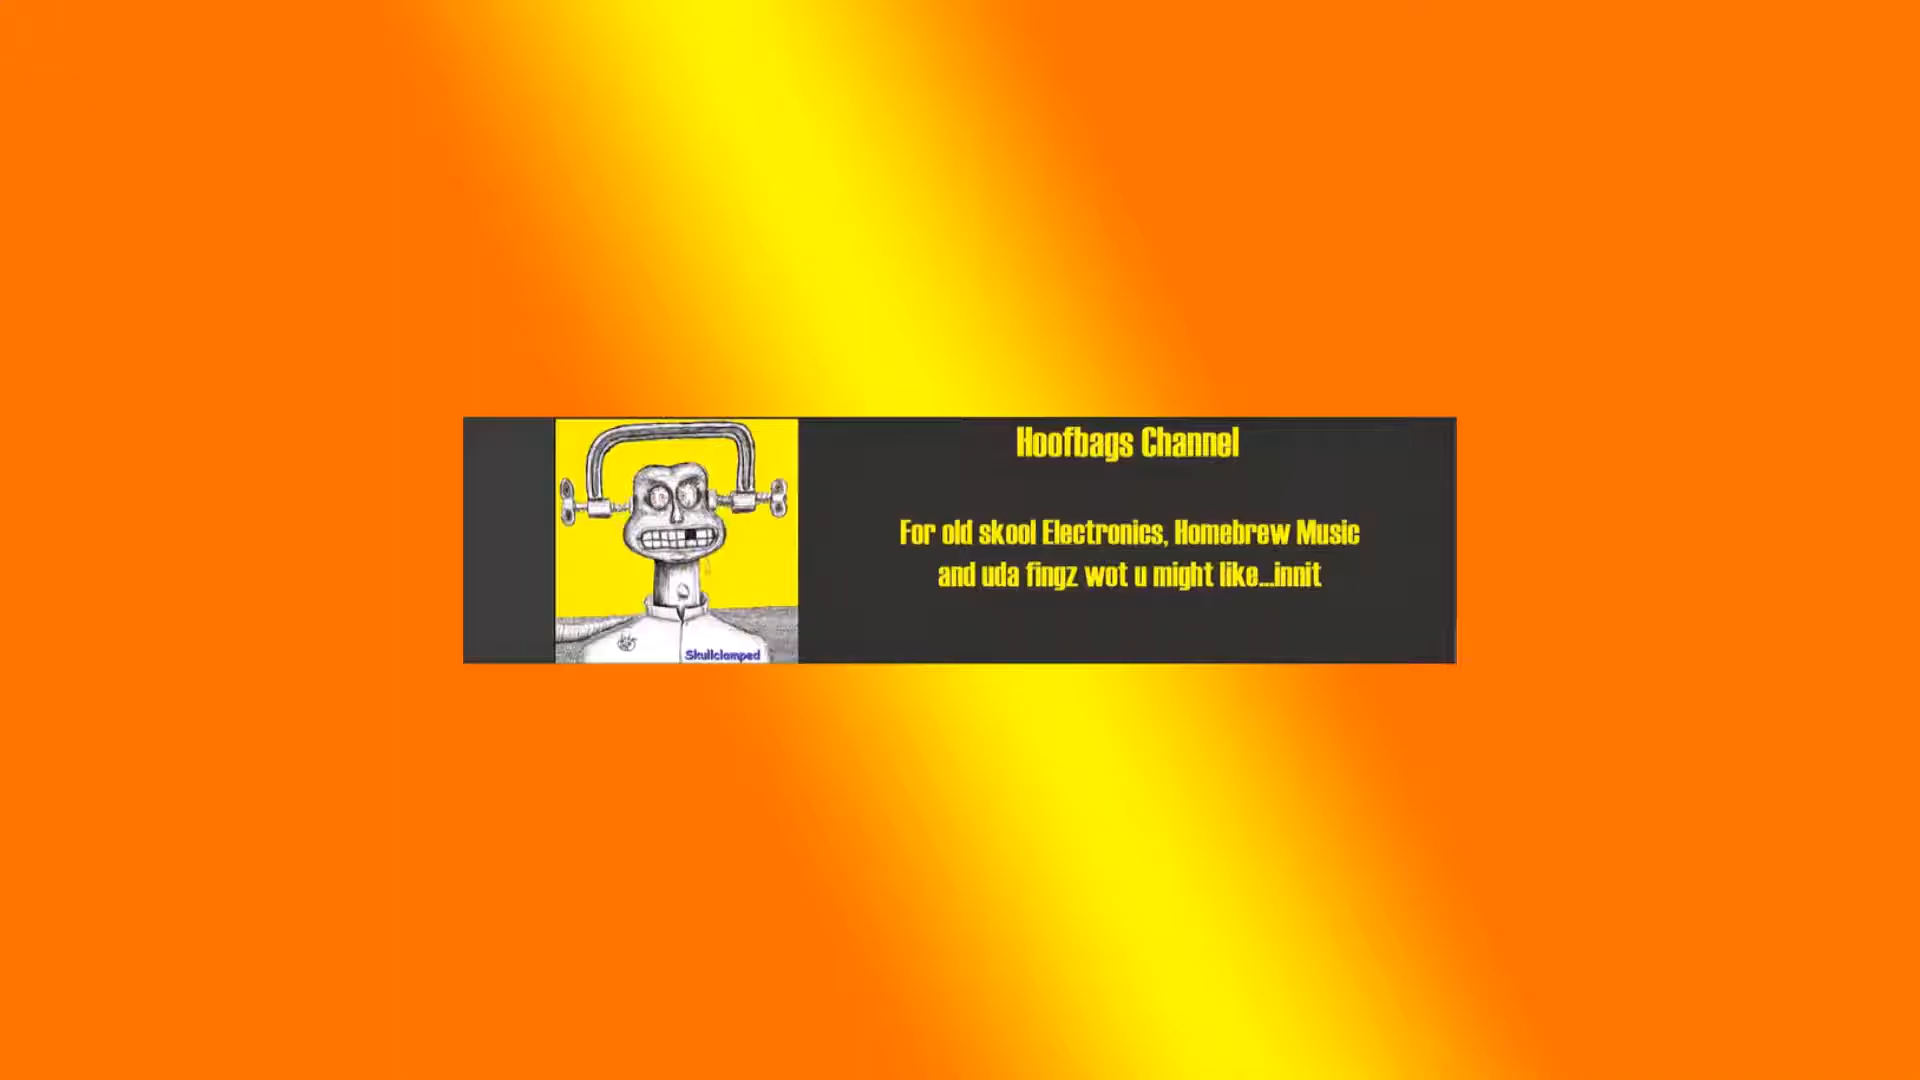 Hoofbags Channel
For old skool Electronics, Homebrew Music
and uda fingz wot u might like...innit
Skullclamped